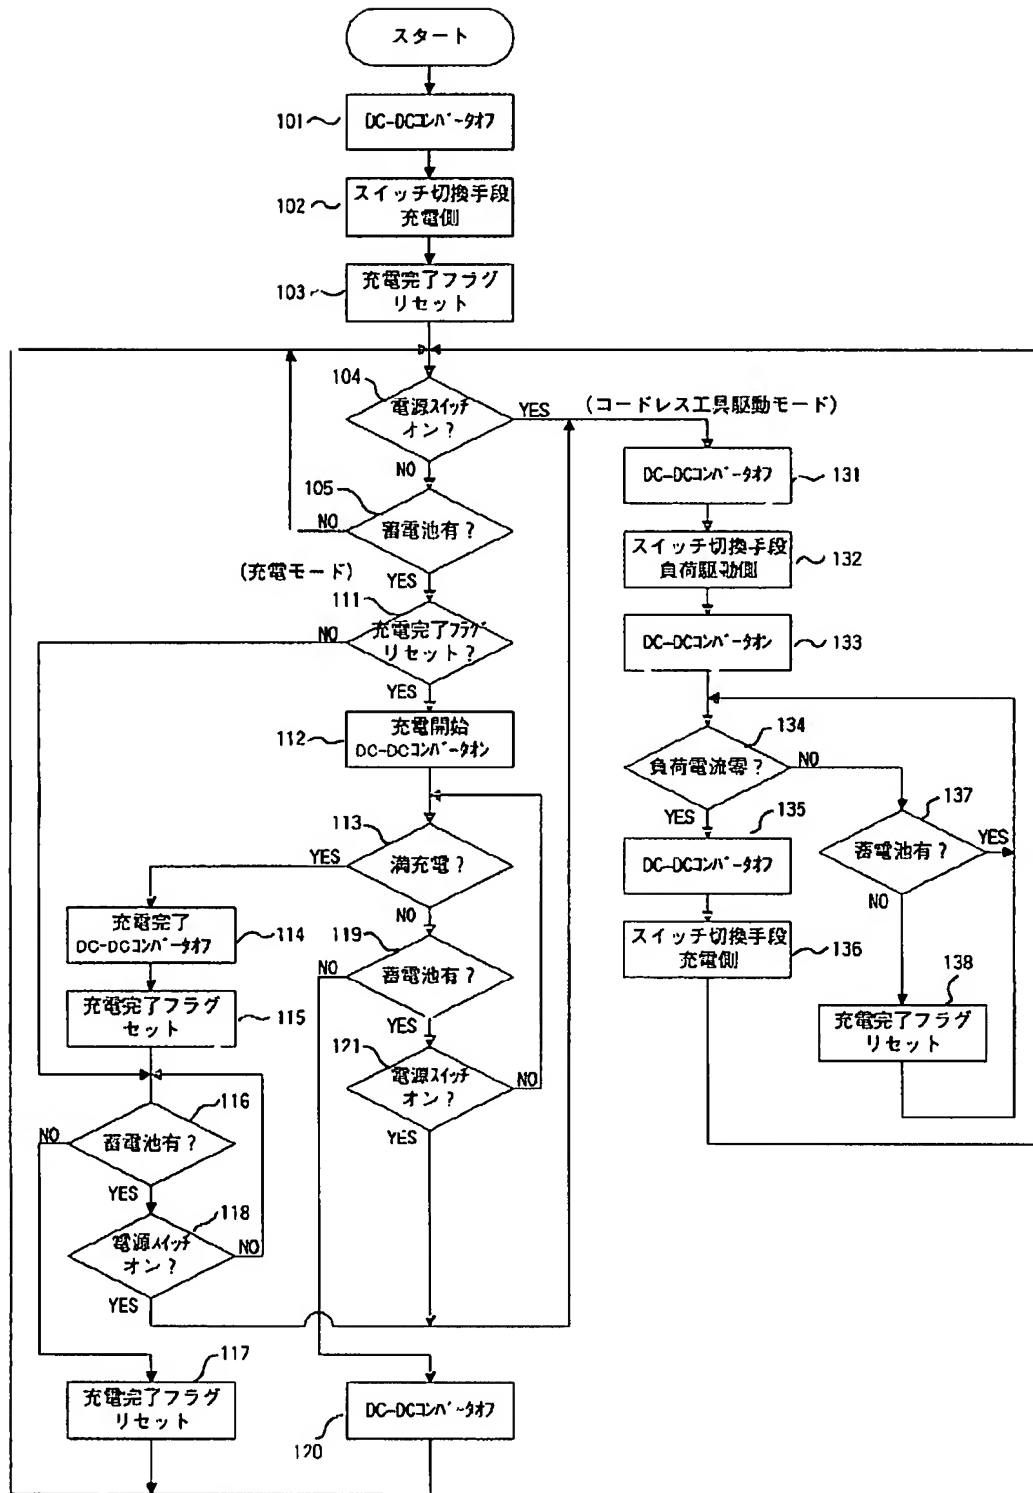 スタート
101
DC-DCコンバータオフ
102
スイッチ切換手段
充電側
103
充電完了フラグ
リセット
104
電源スイッチ
オン?
YES
(コードレス工具駆動モード)
NO
105
蓄電池有?
NO
YES
(充電モード)
111
充電完了フラグ
リセット?
NO
YES
112
充電開始
DC-DCコンバータオン
113
満充電?
YES
NO
充電完了
DC-DCコンバータオフ
114
充電完了フラグ
セット
115
119
蓄電池有?
NO
YES
121
電源スイッチ
オン?
NO
YES
116
蓄電池有?
NO
YES
118
電源スイッチ
オン?
NO
YES
117
充電完了フラグ
リセット
DC-DCコンバータオフ
120
DC-DCコンバータオフ
131
スイッチ切換手段
負荷駆動側
132
DC-DCコンバータオン
133
134
負荷電流零?
NO
YES
135
DC-DCコンバータオフ
スイッチ切換手段
充電側
136
137
蓄電池有?
YES
NO
138
充電完了フラグ
リセット